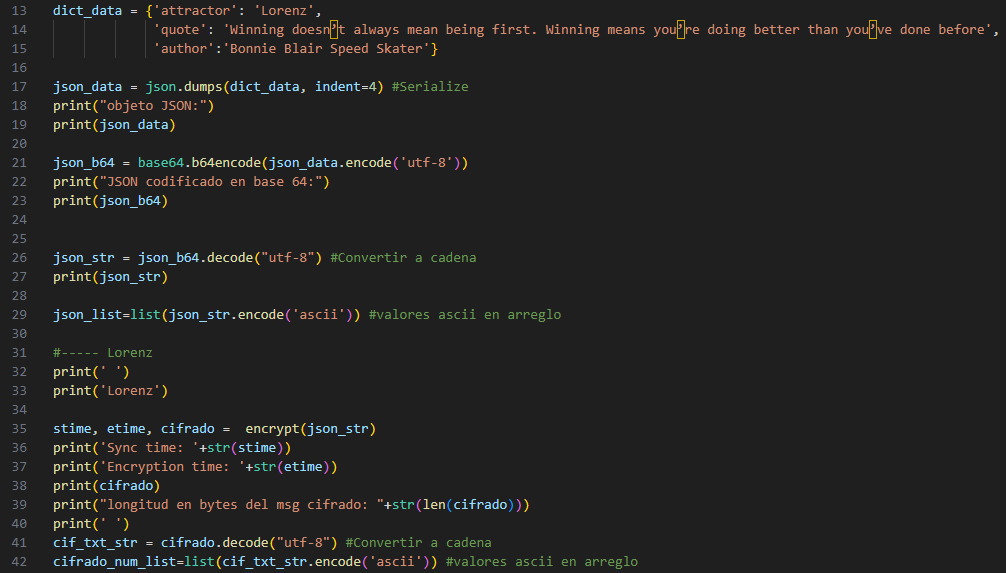 13 dict_data = {'attractor': 'Lorenz',
14 'quote': 'Winning doesn’t always mean being first. Winning means you’re doing better than you’ve done before',
15 'author':'Bonnie Blair Speed Skater'}
16
17 json_data = json.dumps(dict_data, indent=4) #Serialize
18 print("objeto JSON:")
19 print(json_data)
20
21 json_b64 = base64.b64encode(json_data.encode('utf-8'))
22 print("JSON codificado en base 64:")
23 print(json_b64)
24
25
26 json_str = json_b64.decode("utf-8") #Convertir a cadena
27 print(json_str)
28
29 json_list=list(json_str.encode('ascii')) #valores ascii en arreglo
30
31 #----- Lorenz
32 print(' ')
33 print('Lorenz')
34
35 stime, etime, cifrado =  encrypt(json_str)
36 print('Sync time: '+str(stime))
37 print('Encryption time: '+str(etime))
38 print(cifrado)
39 print("longitud en bytes del msg cifrado: "+str(len(cifrado)))
40 print(' ')
41 cif_txt_str = cifrado.decode("utf-8") #Convertir a cadena
42 cifrado_num_list=list(cif_txt_str.encode('ascii')) #valores ascii en arreglo